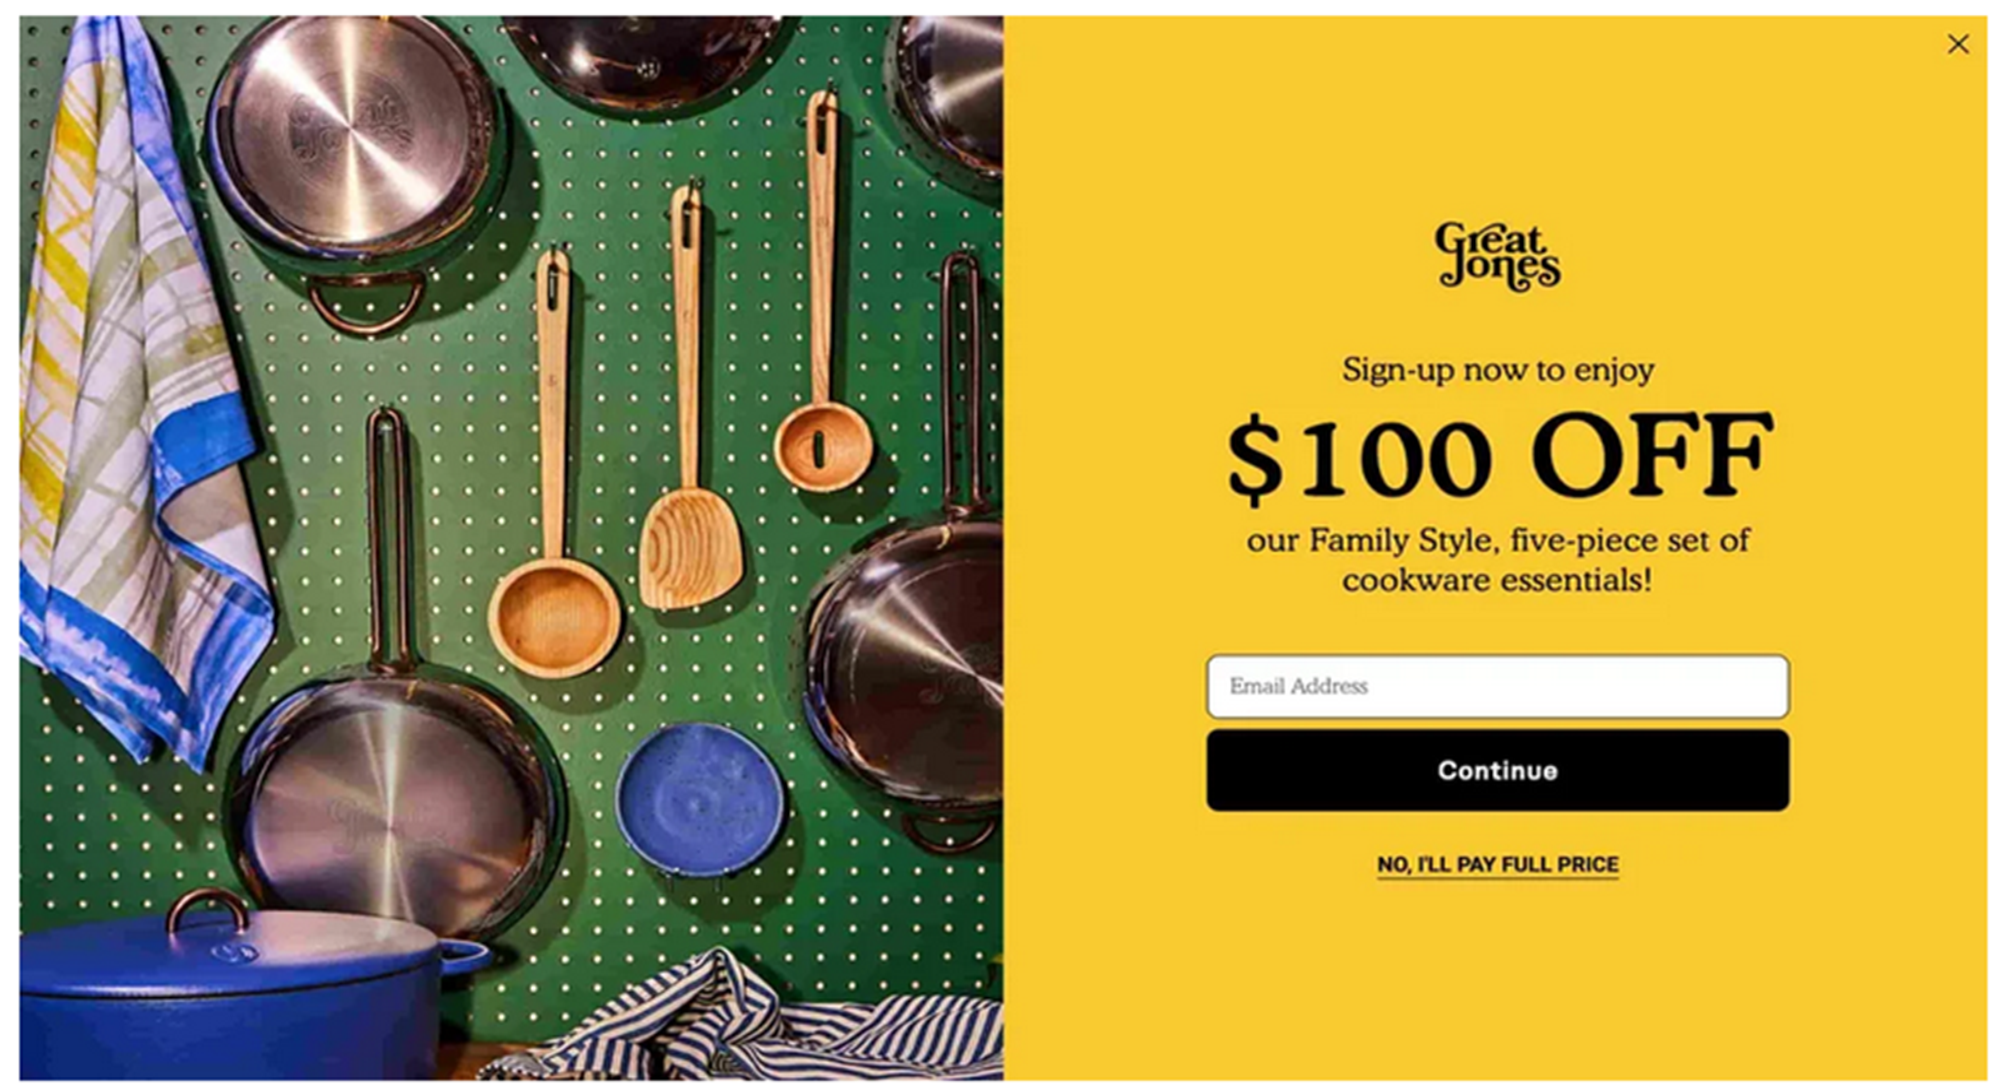 Great
Jones
Sign-up now to enjoy
$100 OFF
our Family Style, five-piece set of
cookware essentials!
Email Address
Continue
NO, I'LL PAY FULL PRICE